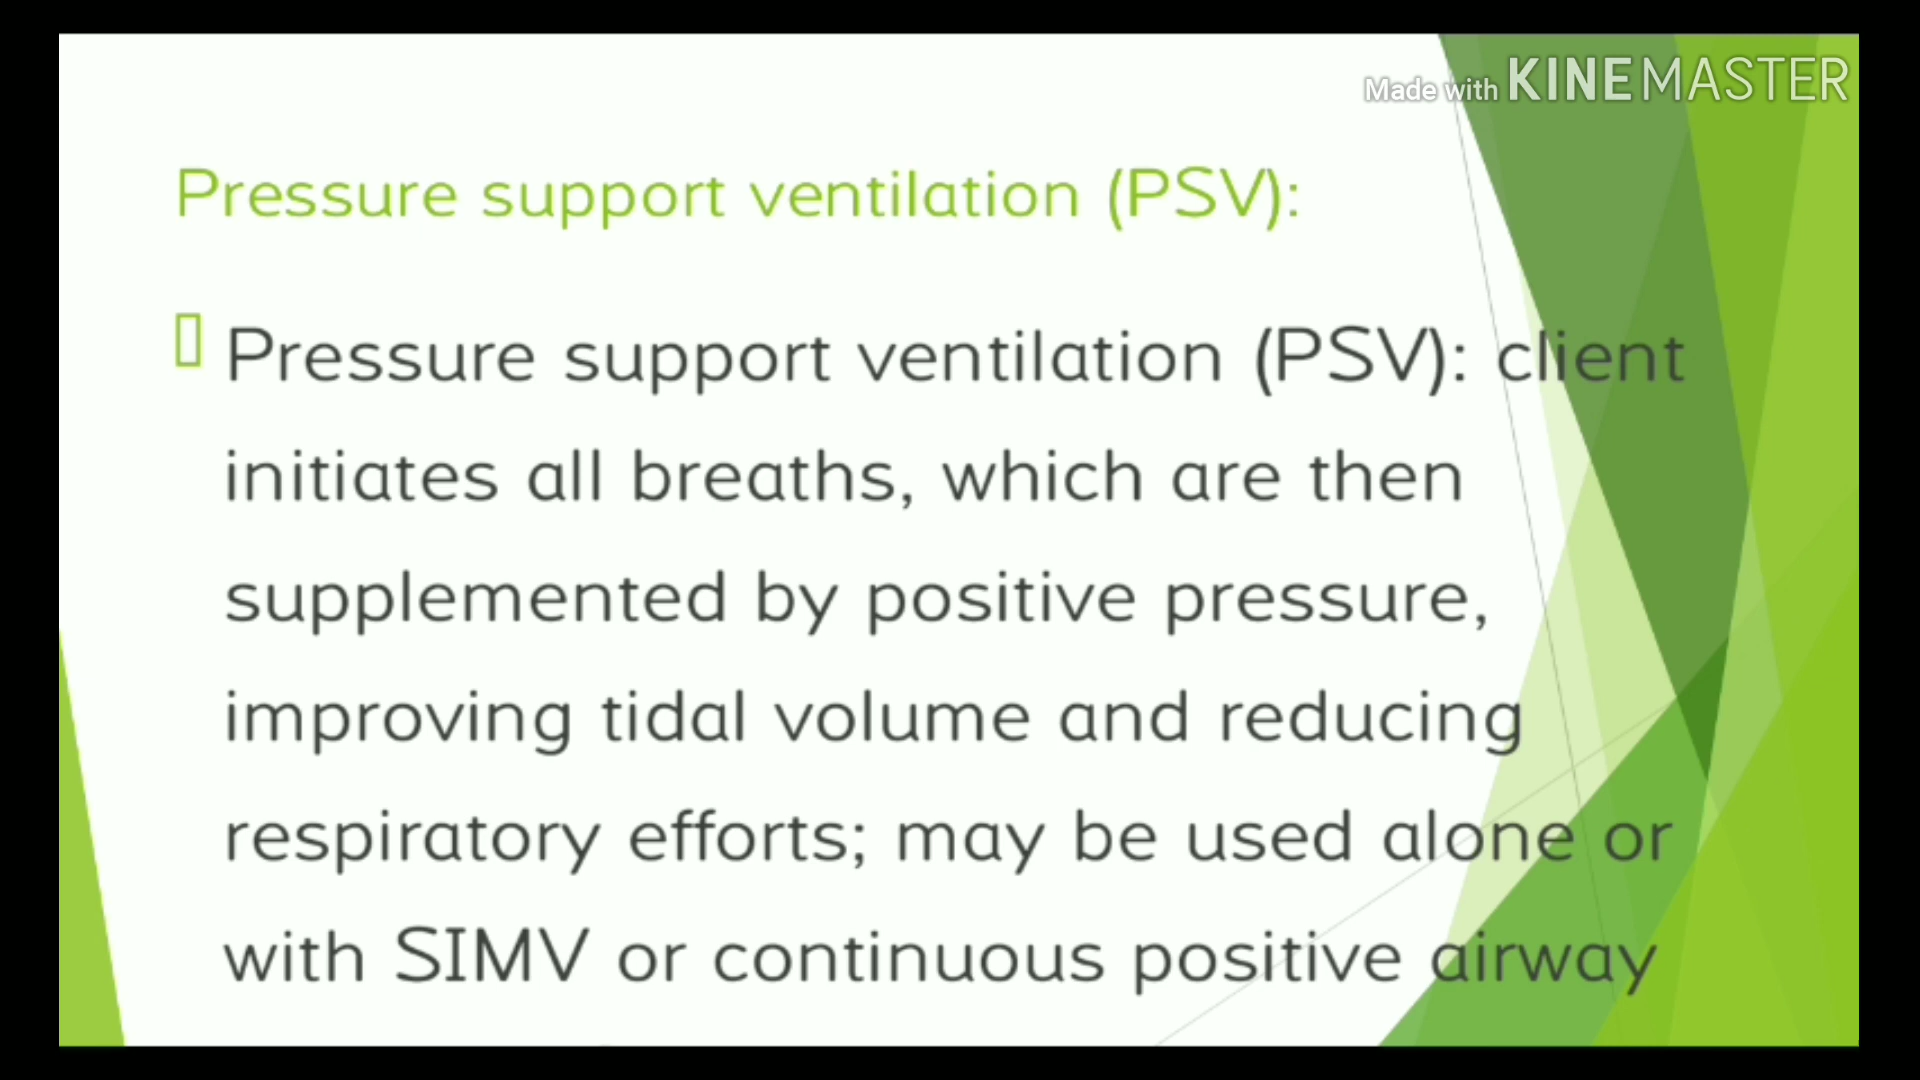 Made with KINEMASTER
Pressure support ventilation (PSV):
Pressure support ventilation (PSV): client
initiates all breaths, which are then
supplemented by positive pressure,
improving tidal volume and reducing
respiratory efforts; may be used alone or
with SIMV or continuous positive airway